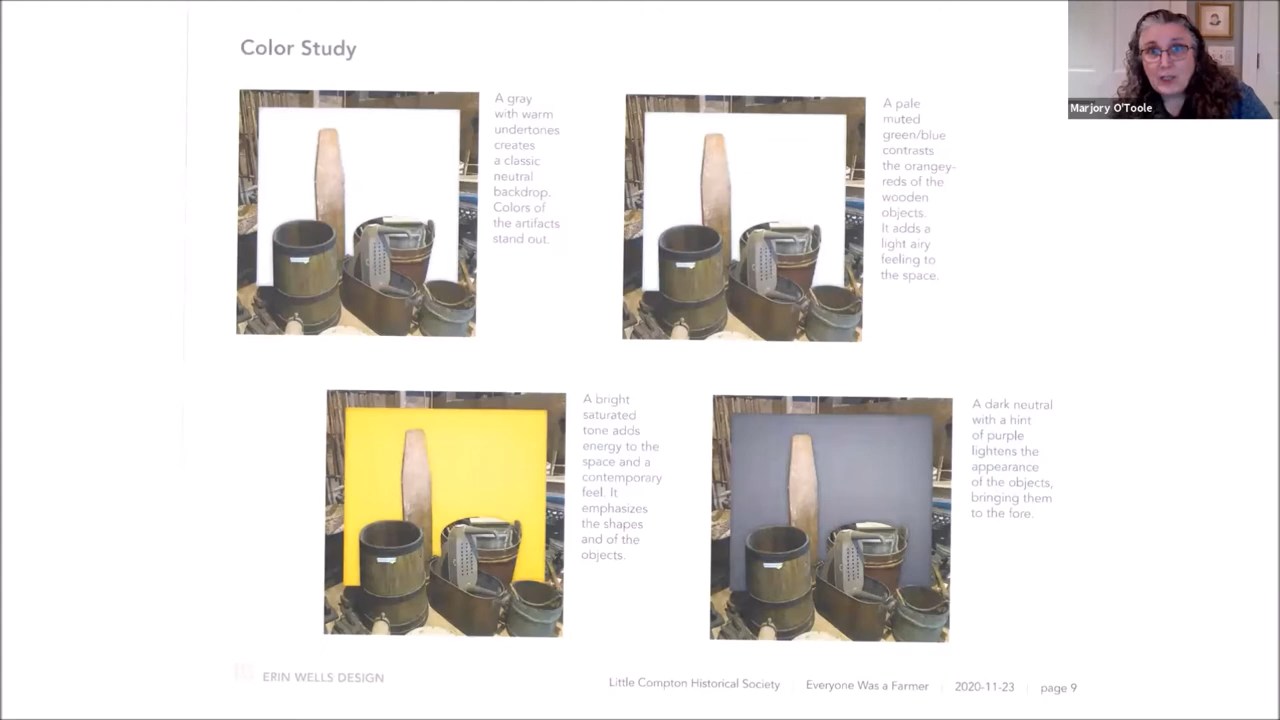 Color Study
Marjory O'Toole
A gray
with warm
undertones
creates
a classic
neutral
backdrop.
Colors of
the artifacts
stand out.
A pale
muted
green/blue
contrasts
the orangey-
reds of the
wooden
objects.
It adds a
light airy
feeling to
the space.
A bright
saturated
tone adds
energy to the
space and a
contemporary
feel. It
emphasizes
the shapes
and of the
objects.
A dark neutral
with a hint
of purple
lightens the
appearance
of the objects,
bringing them
to the fore.
ERIN WELLS DESIGN
Little Compton Historical Society | Everyone Was a Farmer | 2020-11-23 | page 9